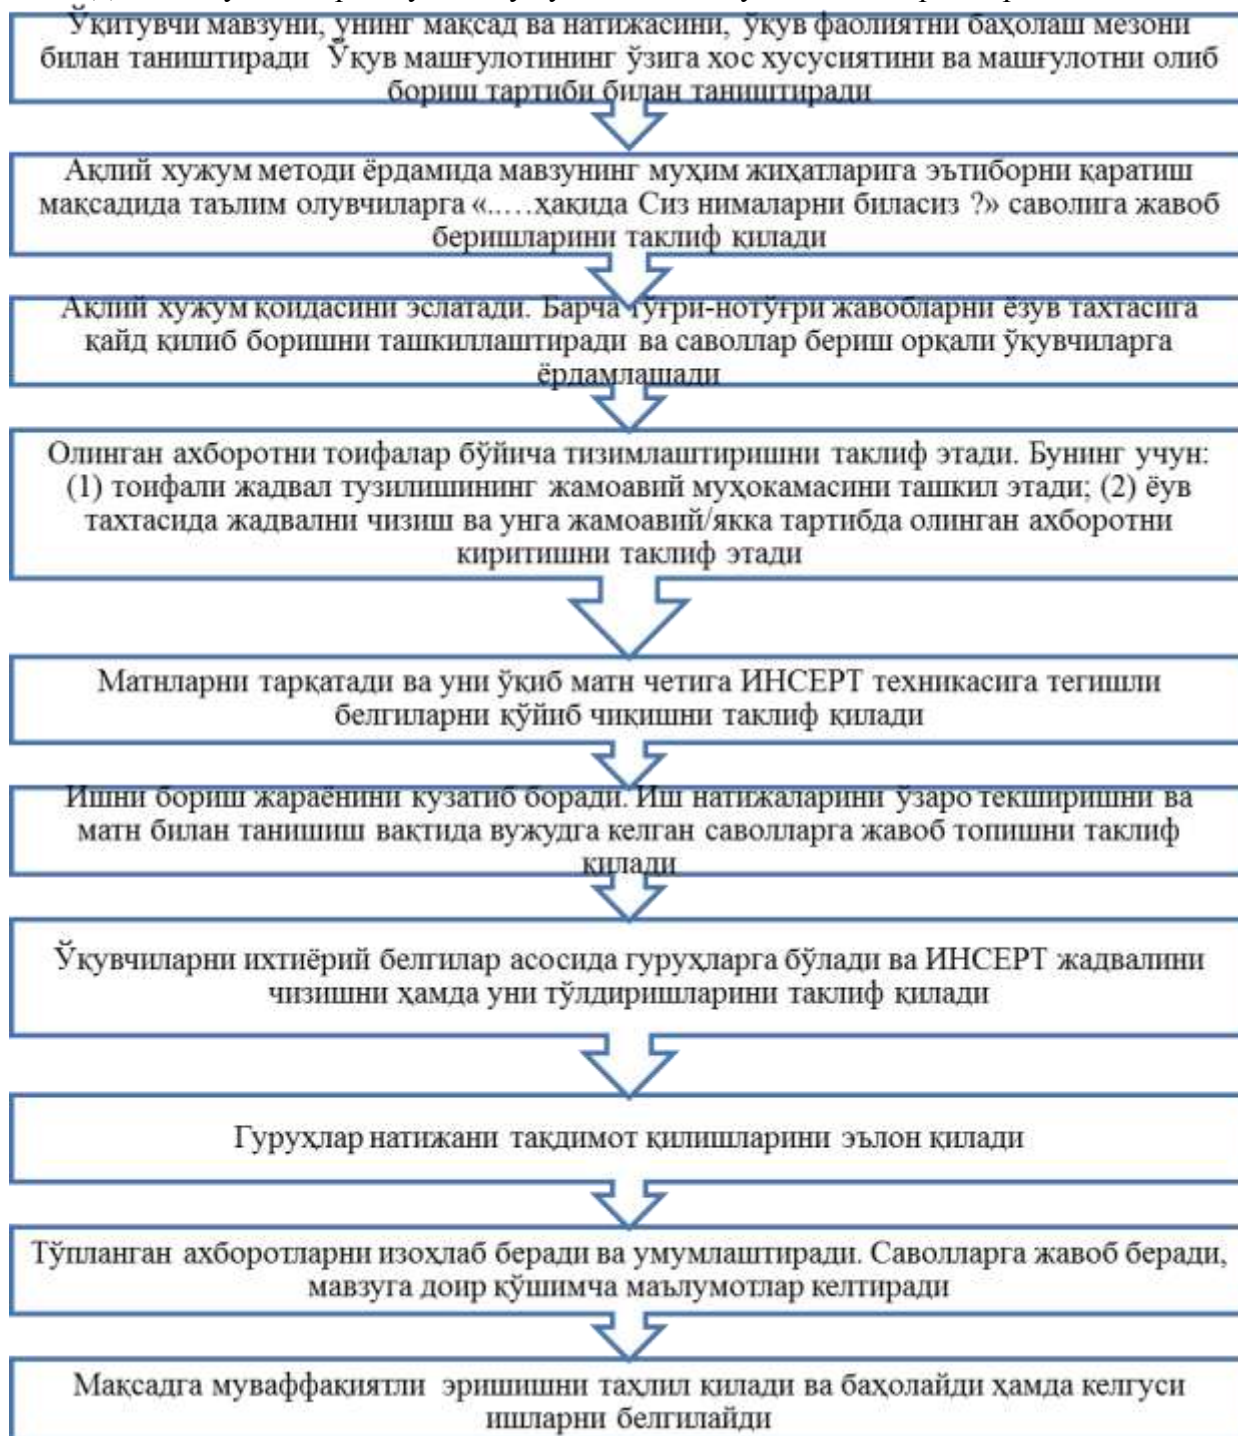 Ўқитувчи мавзуни, унинг мақсад ва натижасини, ўқув фаолиятни баҳолаш мезони
билан таништиради Ўқув машғулотининг ўзига хос хусусиятини ва машғулотни олиб
бориш тартиби билан таништиради
Ақлий хужум методи ёрдамида мавзунинг муҳим жиҳатларига эътиборни қаратиш
мақсадида таълим олувчиларга «..…ҳақида Сиз нималарни биласиз ?» саволига жавоб
беришларини таклиф қилади
Ақлий хужум қоидасини эслатади. Барча тўғри-нотўғри жавобларни ёзув тахтасига
қайд қилиб боришни ташкиллаштиради ва саволлар бериш орқали ўқувчиларга
ёрдамлашади
Олинган ахборотни тоифалар бўйича тизимлаштиришни таклиф этади. Бунинг учун:
(1) тоифали жадвал тузилишининг жамоавий муҳокамасини ташкил этади; (2) ёув
тахтасида жадвални чизиш ва унга жамоавий/якка тартибда олинган ахборотни
киритишни таклиф этади
Матнларни тарқатади ва уни ўқиб матн четига ИНСЕРТ техникасига тегишли
белгиларни қўйиб чиқишни таклиф қилади
Ишни бориш жараёнини кузатиб боради. Иш натижаларини ўзаро текширишни ва
матн билан танишиш вақтида вужудга келган саволларга жавоб топишни таклиф
қилади
Ўқувчиларни ихтиёрий белгилар асосида гуруҳларга бўлади ва ИНСЕРТ жадвалини
чизишни ҳамда уни тўлдиришларини таклиф қилади
Гуруҳлар натижани тақдимот қилишларини эълон қилади
Тўпланган ахборотларни изоҳлаб беради ва умумлаштиради. Саволларга жавоб беради,
мавзуга доир қўшимча маълумотлар келтиради
Мақсадга муваффақиятли эришишни таҳлил қилади ва баҳолайди ҳамда келгуси
ишларни белгилайди